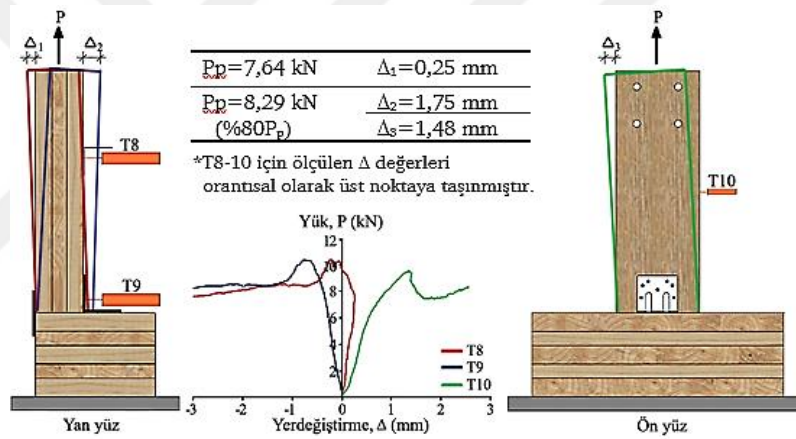 P
Δ₁
Δ₂
T8
T9
Yan yüz
Pp=7,64 kN Δ₁=0,25 mm
Pp=8,29 kN Δ₂=1,75 mm
(%80Pₚ) Δ₃=1,48 mm
*T8-10 için ölçülen Δ değerleri
orantısal olarak üst noktaya taşınmıştır.
Yük, P (kN)
12
10
8
6
4
2
-3 -2 -1 0 1 2 3
Yerdeğiştirme, Δ (mm)
T8
T9
T10
P
Δ₃
T10
Ön yüz